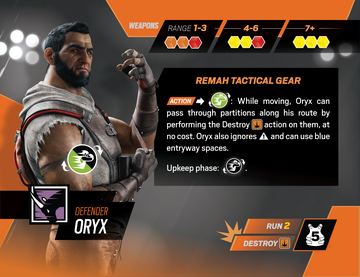 WEAPONS
RANGE 1-3
4-6
7+
REMAH TACTICAL GEAR
ACTION : While moving, Oryx can
pass through partitions along his route by
performing the Destroy action on them, at
no cost. Oryx also ignores and can use blue
entryway spaces.
Upkeep phase: .
DEFENDER
ORYX
RUN 2
DESTROY
5